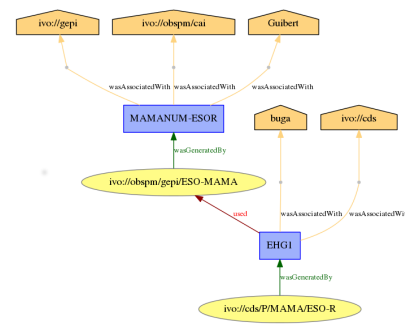 ivo://gepi
ivo://obspm/cai
Guibert
wasAssociatedWith
wasAssociatedWith
wasAssociatedWith
MAMANUM-ESOR
buga
ivo://cds
wasGeneratedBy
ivo://obspm/gepi/ESO-MAMA
used
wasAssociatedWith
wasAssociatedWit
EHG1
wasGeneratedBy
ivo://cds/P/MAMA/ESO-R